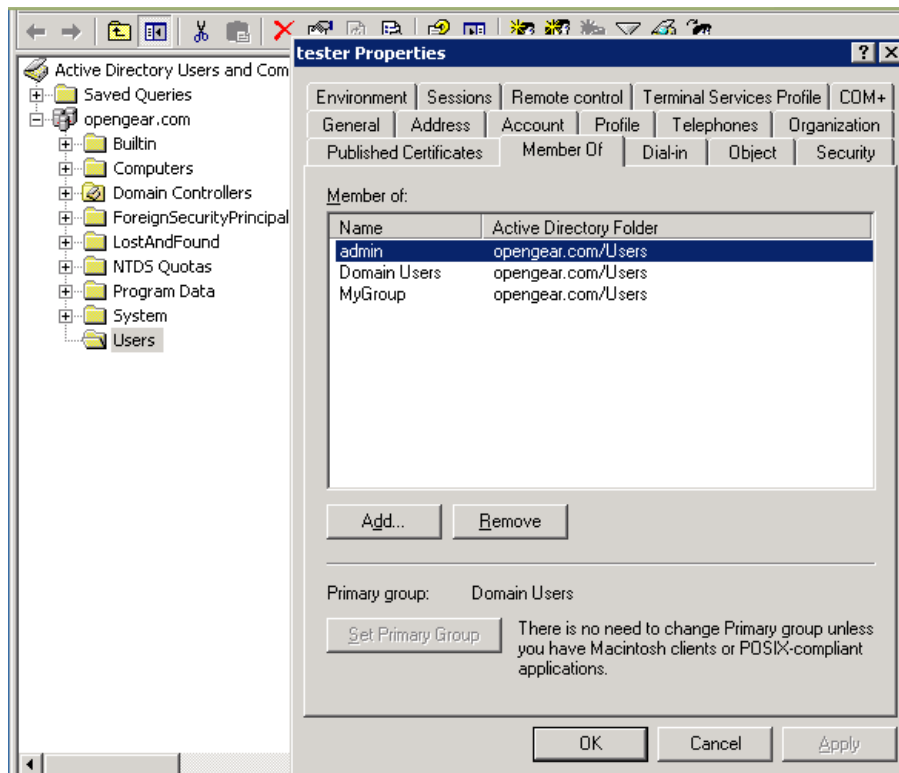 tester Properties
Active Directory Users and Com
Saved Queries
opengear.com
Builtin
Computers
Domain Controllers
ForeignSecurityPrincipal
LostAndFound
NTDS Quotas
Program Data
System
Users
Environment Sessions Remote control Terminal Services Profile COM+
General Address Account Profile Telephones Organization
Published Certificates Member Of Dial-in Object Security
Member of:
Name Active Directory Folder
admin opengear.com/Users
Domain Users opengear.com/Users
MyGroup opengear.com/Users
Add... Remove
Primary group: Domain Users
Set Primary Group
There is no need to change Primary group unless
you have Macintosh clients or POSIX-compliant
applications.
OK Cancel Apply